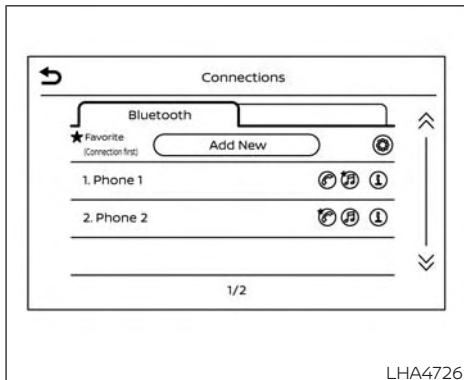 Connections
Bluetooth
★ Favorite
(Connection first)
Add New
1. Phone 1
2. Phone 2
1/2
LHA4726